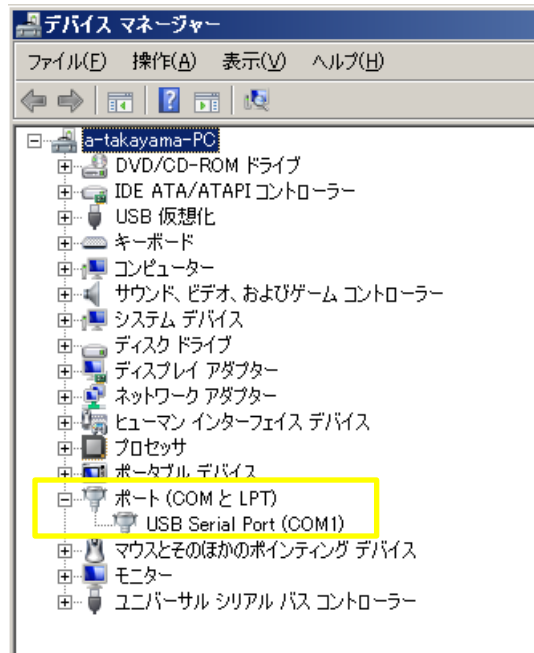 デバイス マネージャー
ファイル(F) 操作(A) 表示(V) ヘルプ(H)
a-takayama-PC
DVD/CD-ROM ドライブ
IDE ATA/ATAPI コントローラー
USB 仮想化
キーボード
コンピューター
サウンド、ビデオ、およびゲーム コントローラー
システム デバイス
ディスク ドライブ
ディスプレイ アダプター
ネットワーク アダプター
ヒューマン インターフェイス デバイス
プロセッサ
ポータブル デバイス
ポート (COM と LPT)
USB Serial Port (COM1)
マウスとそのほかのポインティング デバイス
モニター
ユニバーサル シリアル バス コントローラー